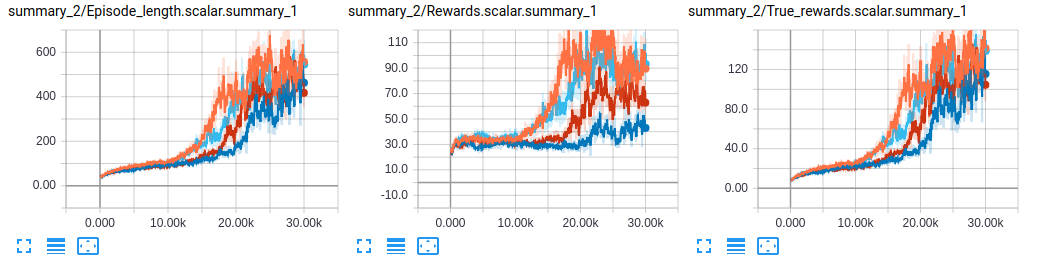 summary_2/Episode_length.scalar.summary_1
600
400
200
0.00
0.000 10.00k 20.00k 30.00k
summary_2/Rewards.scalar.summary_1
110
90.0
70.0
50.0
30.0
-10.0
0.000 10.00k 20.00k 30.00k
summary_2/True_rewards.scalar.summary_1
120
80.0
40.0
0.00
0.000 10.00k 20.00k 30.00k